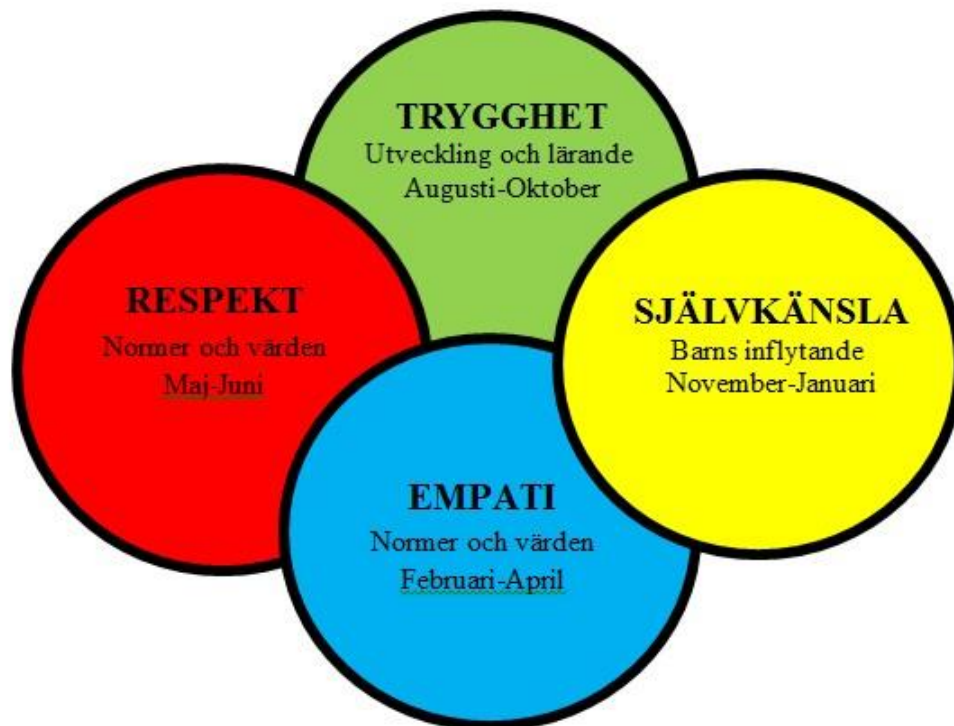 TRYGGHET
Utveckling och lärande
Augusti-Oktober
RESPEKT
Normer och värden
Maj-Juni
SJÄLVKÄNSLA
Barns inflytande
November-Januari
EMPATI
Normer och värden
Februari-April